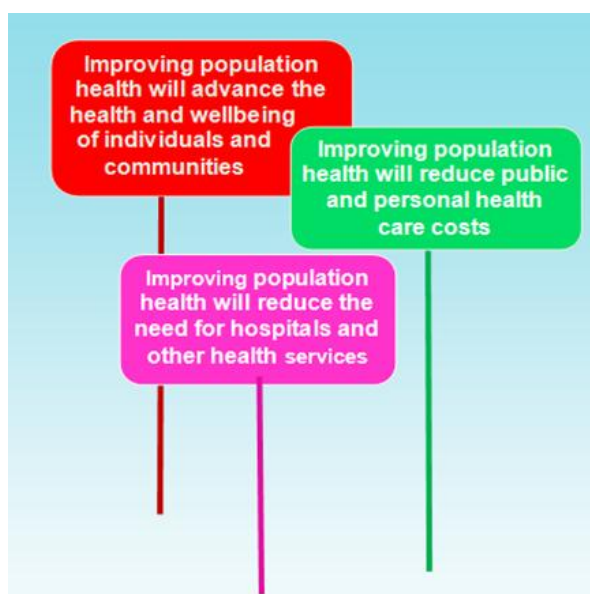 Improving population
health will advance the
health and wellbeing
of individuals and
communities
Improving population
health will reduce public
and personal health
care costs
Improving population
health will reduce the
need for hospitals and
other health services